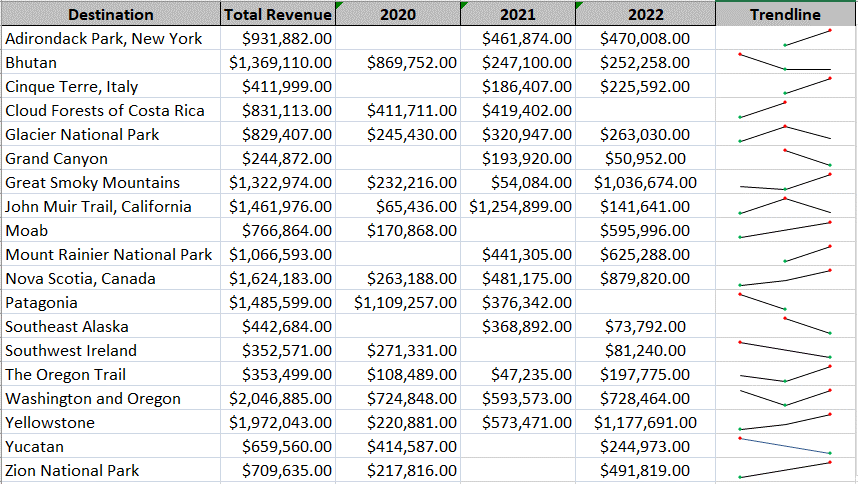 Destination Total Revenue 2020 2021 2022 Trendline
Adirondack Park, New York $931,882.00 $461,874.00 $470,008.00
Bhutan $1,369,110.00 $869,752.00 $247,100.00 $252,258.00
Cinque Terre, Italy $411,999.00 $186,407.00 $225,592.00
Cloud Forests of Costa Rica $831,113.00 $411,711.00 $419,402.00
Glacier National Park $829,407.00 $245,430.00 $320,947.00 $263,030.00
Grand Canyon $244,872.00 $193,920.00 $50,952.00
Great Smoky Mountains $1,322,974.00 $232,216.00 $54,084.00 $1,036,674.00
John Muir Trail, California $1,461,976.00 $65,436.00 $1,254,899.00 $141,641.00
Moab $766,864.00 $170,868.00 $595,996.00
Mount Rainier National Park $1,066,593.00 $441,305.00 $625,288.00
Nova Scotia, Canada $1,624,183.00 $263,188.00 $481,175.00 $879,820.00
Patagonia $1,485,599.00 $1,109,257.00 $376,342.00
Southeast Alaska $442,684.00 $368,892.00 $73,792.00
Southwest Ireland $352,571.00 $271,331.00 $81,240.00
The Oregon Trail $353,499.00 $108,489.00 $47,235.00 $197,775.00
Washington and Oregon $2,046,885.00 $724,848.00 $593,573.00 $728,464.00
Yellowstone $1,972,043.00 $220,881.00 $573,471.00 $1,177,691.00
Yucatan $659,560.00 $414,587.00 $244,973.00
Zion National Park $709,635.00 $217,816.00 $491,819.00